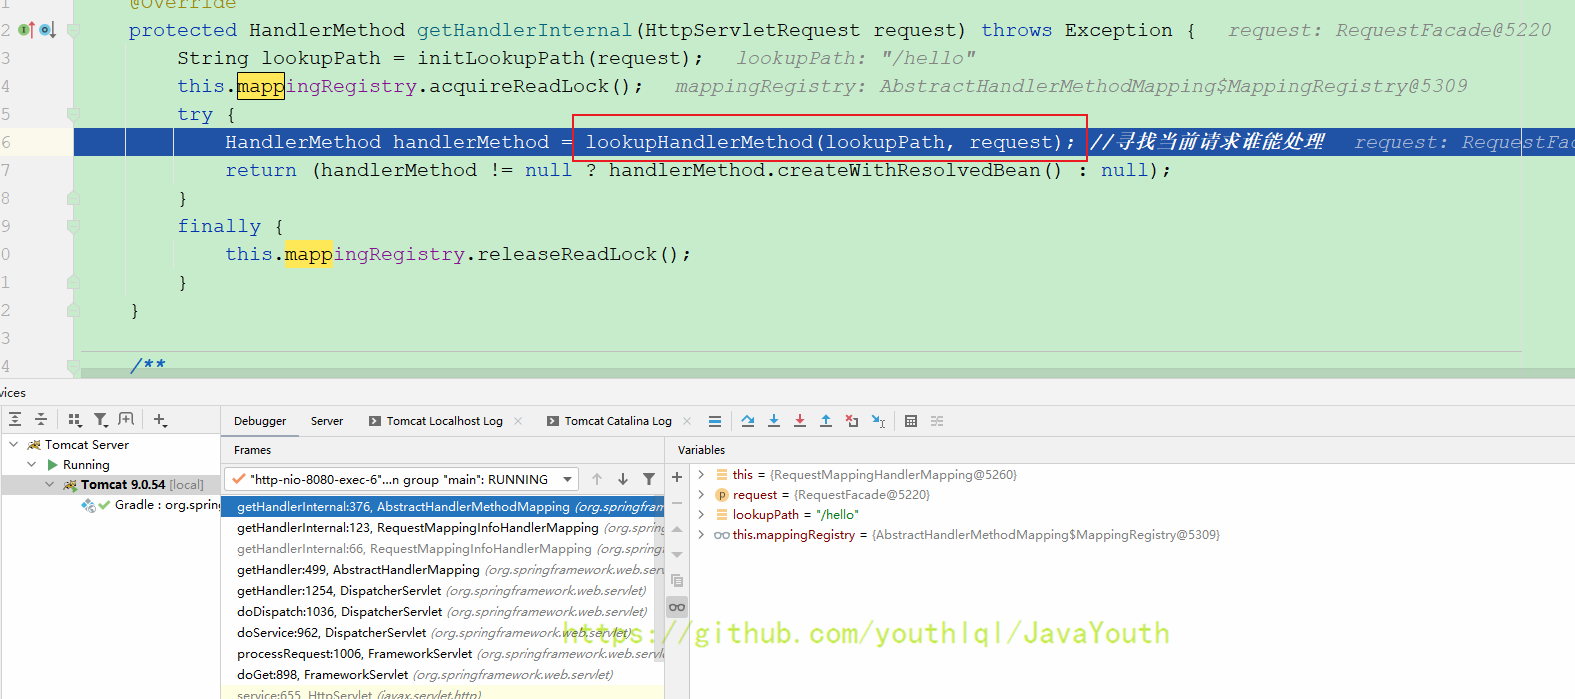 1 @Override
2 protected HandlerMethod getHandlerInternal(HttpServletRequest request) throws Exception { request: RequestFacade@5220
3 String lookupPath = initLookupPath(request); lookupPath: "/hello"
4 this.mappingRegistry.acquireReadLock(); mappingRegistry: AbstractHandlerMethodMapping$MappingRegistry@5309
5 try {
6 HandlerMethod handlerMethod = lookupHandlerMethod(lookupPath, request); //寻找当前请求谁能处理 request: RequestFac
7 return (handlerMethod != null ? handlerMethod.createWithResolvedBean() : null);
8 }
9 finally {
0 this.mappingRegistry.releaseReadLock();
1 }
2 }
3
4 /**
vices
Debugger Server Tomcat Localhost Log Tomcat Catalina Log
Tomcat Server
Running
Tomcat 9.0.54 [local]
Gradle : org.spring
Frames
"http-nio-8080-exec-6"...n group "main": RUNNING
getHandlerInternal:376, AbstractHandlerMethodMapping (org.springfram
getHandlerInternal:123, RequestMappingInfoHandlerMapping (org.spring
getHandlerInternal:66, RequestMappingInfoHandlerMapping (org.springf
getHandler:499, AbstractHandlerMapping (org.springframework.web.serv
getHandler:1254, DispatcherServlet (org.springframework.web.servlet)
doDispatch:1036, DispatcherServlet (org.springframework.web.servlet)
doService:962, DispatcherServlet (org.springframework.web.servlet)
processRequest:1006, FrameworkServlet (org.springframework.web.servl
doGet:898, FrameworkServlet (org.springframework.web.servlet)
service:655, HttpServlet (javax.servlet.http)
Variables
this = {RequestMappingHandlerMapping@5260}
p request = {RequestFacade@5220}
lookupPath = "/hello"
this.mappingRegistry = {AbstractHandlerMethodMapping$MappingRegistry@5309}
https://github.com/youthlql/JavaYouth